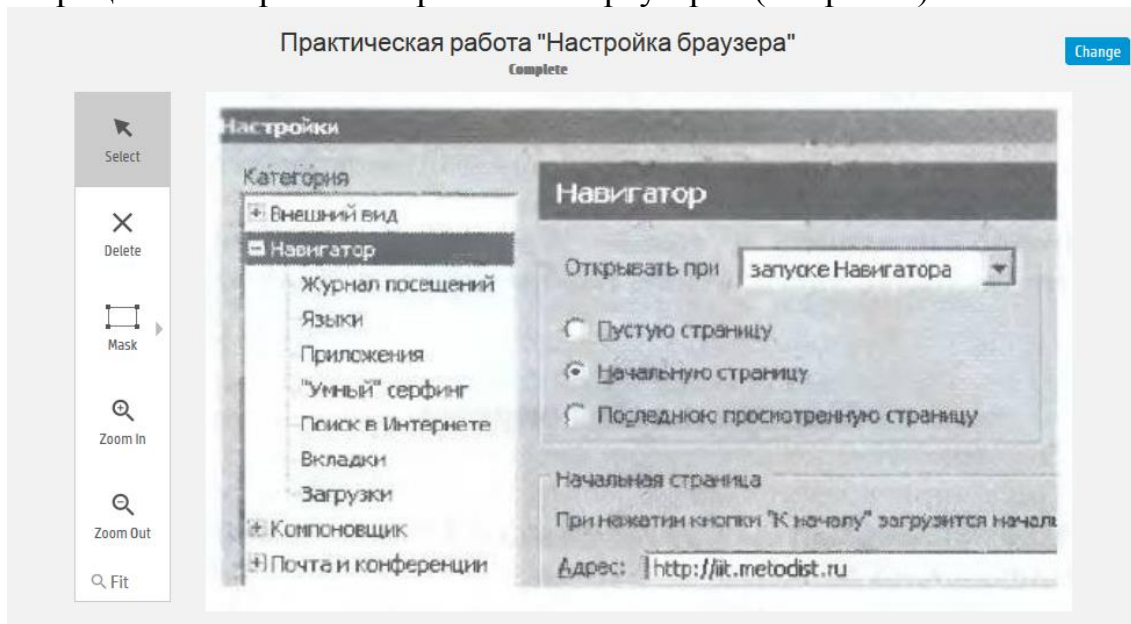 Практическая работа "Настройка браузера"
Complete
Change
Select
Delete
Mask
Zoom In
Zoom Out
Fit
Настройки
Категория
Внешний вид
Навигатор
Журнал посещений
Языки
Приложения
"Умный" серфинг
Поиск в Интернете
Вкладки
Загрузки
Компоновщик
Почта и конференции
Навигатор
Открывать при запуске Навигатора
Пустую страницу
Начальную страницу
Последнюю просмотренную страницу
Начальная страница
При нажатии кнопки "К началу" загрузится началь
Адрес: http://iit.metodist.ru